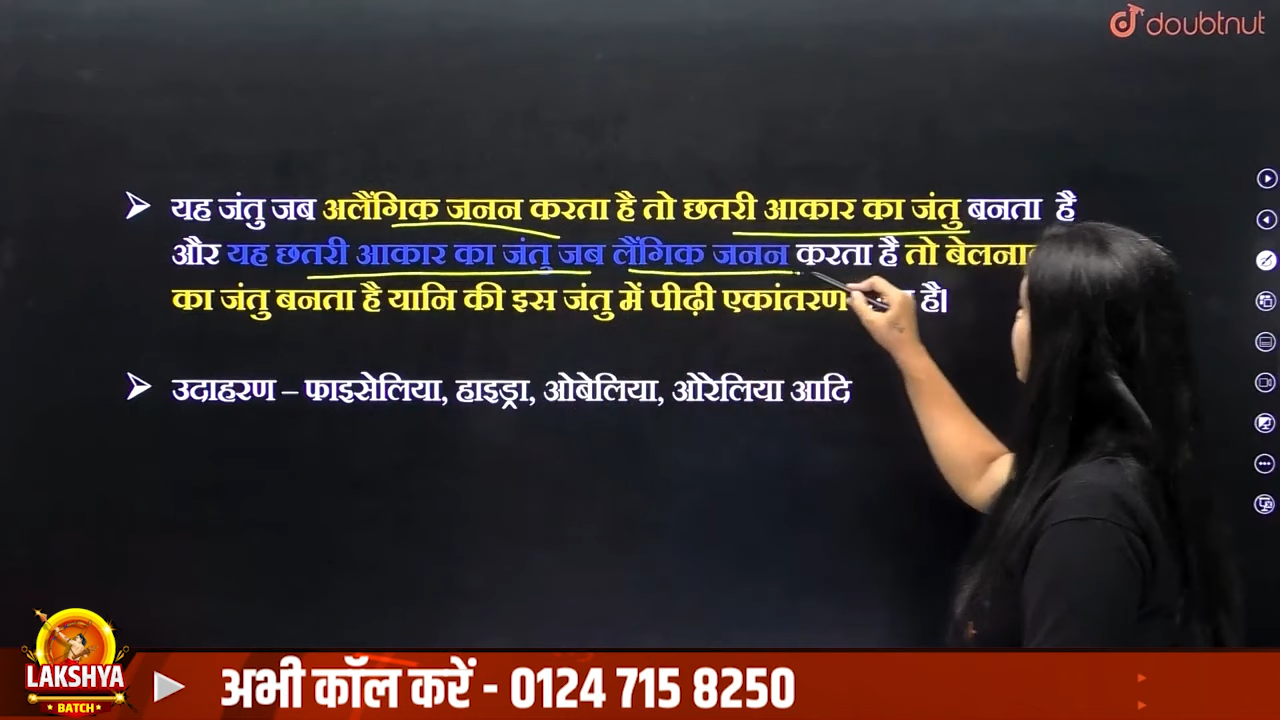 doubtnut
यह जंतु जब अलैंगिक जनन करता है तो छतरी आकार का जंतु बनता है
और यह छतरी आकार का जंतु जब लैंगिक जनन करता है तो
का जंतु बनता है यानि की इस जंतु में पीढ़ी एकांतरण है।
उदाहरण – फाइसेलिया, हाइड्रा, ओबेलिया, औरेलिया आदि
LAKSHYA
BATCH
अभी कॉल करें - 0124 715 8250